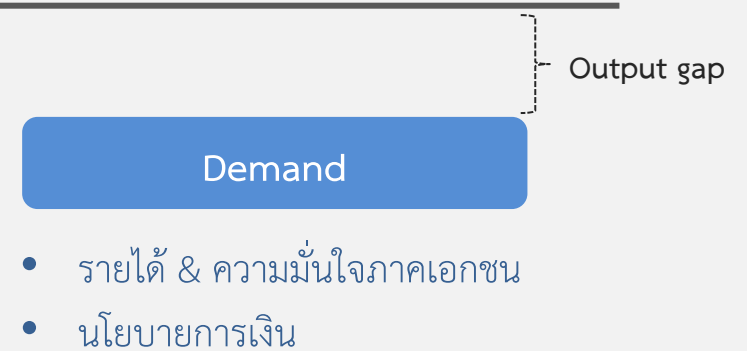 Output gap
Demand
• รายได้ & ความมั่นใจภาคเอกชน
• นโยบายการเงิน